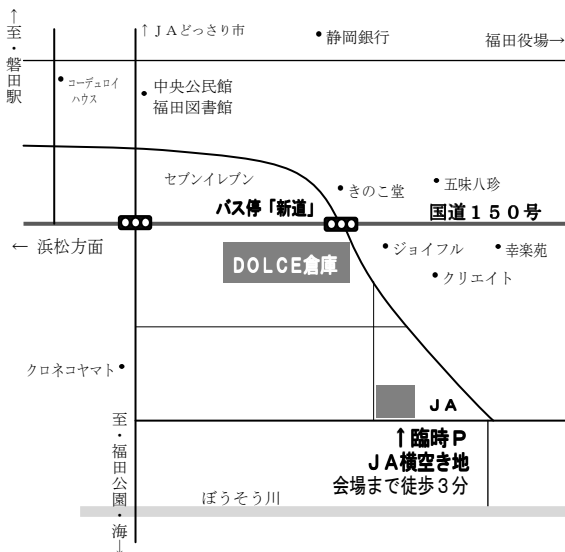 ↑ＪＡどっさり市
静岡銀行
福田役場→
←至・磐田駅
コーデュロイ
ハウス
中央公民館
福田図書館
セブンイレブン
きのこ堂
五味八珍
バス停「新道」
国道１５０号
← 浜松方面
DOLCE倉庫
ジョイフル
幸楽苑
クリエイト
クロネコヤマト
ＪＡ
↑臨時Ｐ
ＪＡ横空き地
会場まで徒歩３分
至・福田公園・海→
ぼうそう川